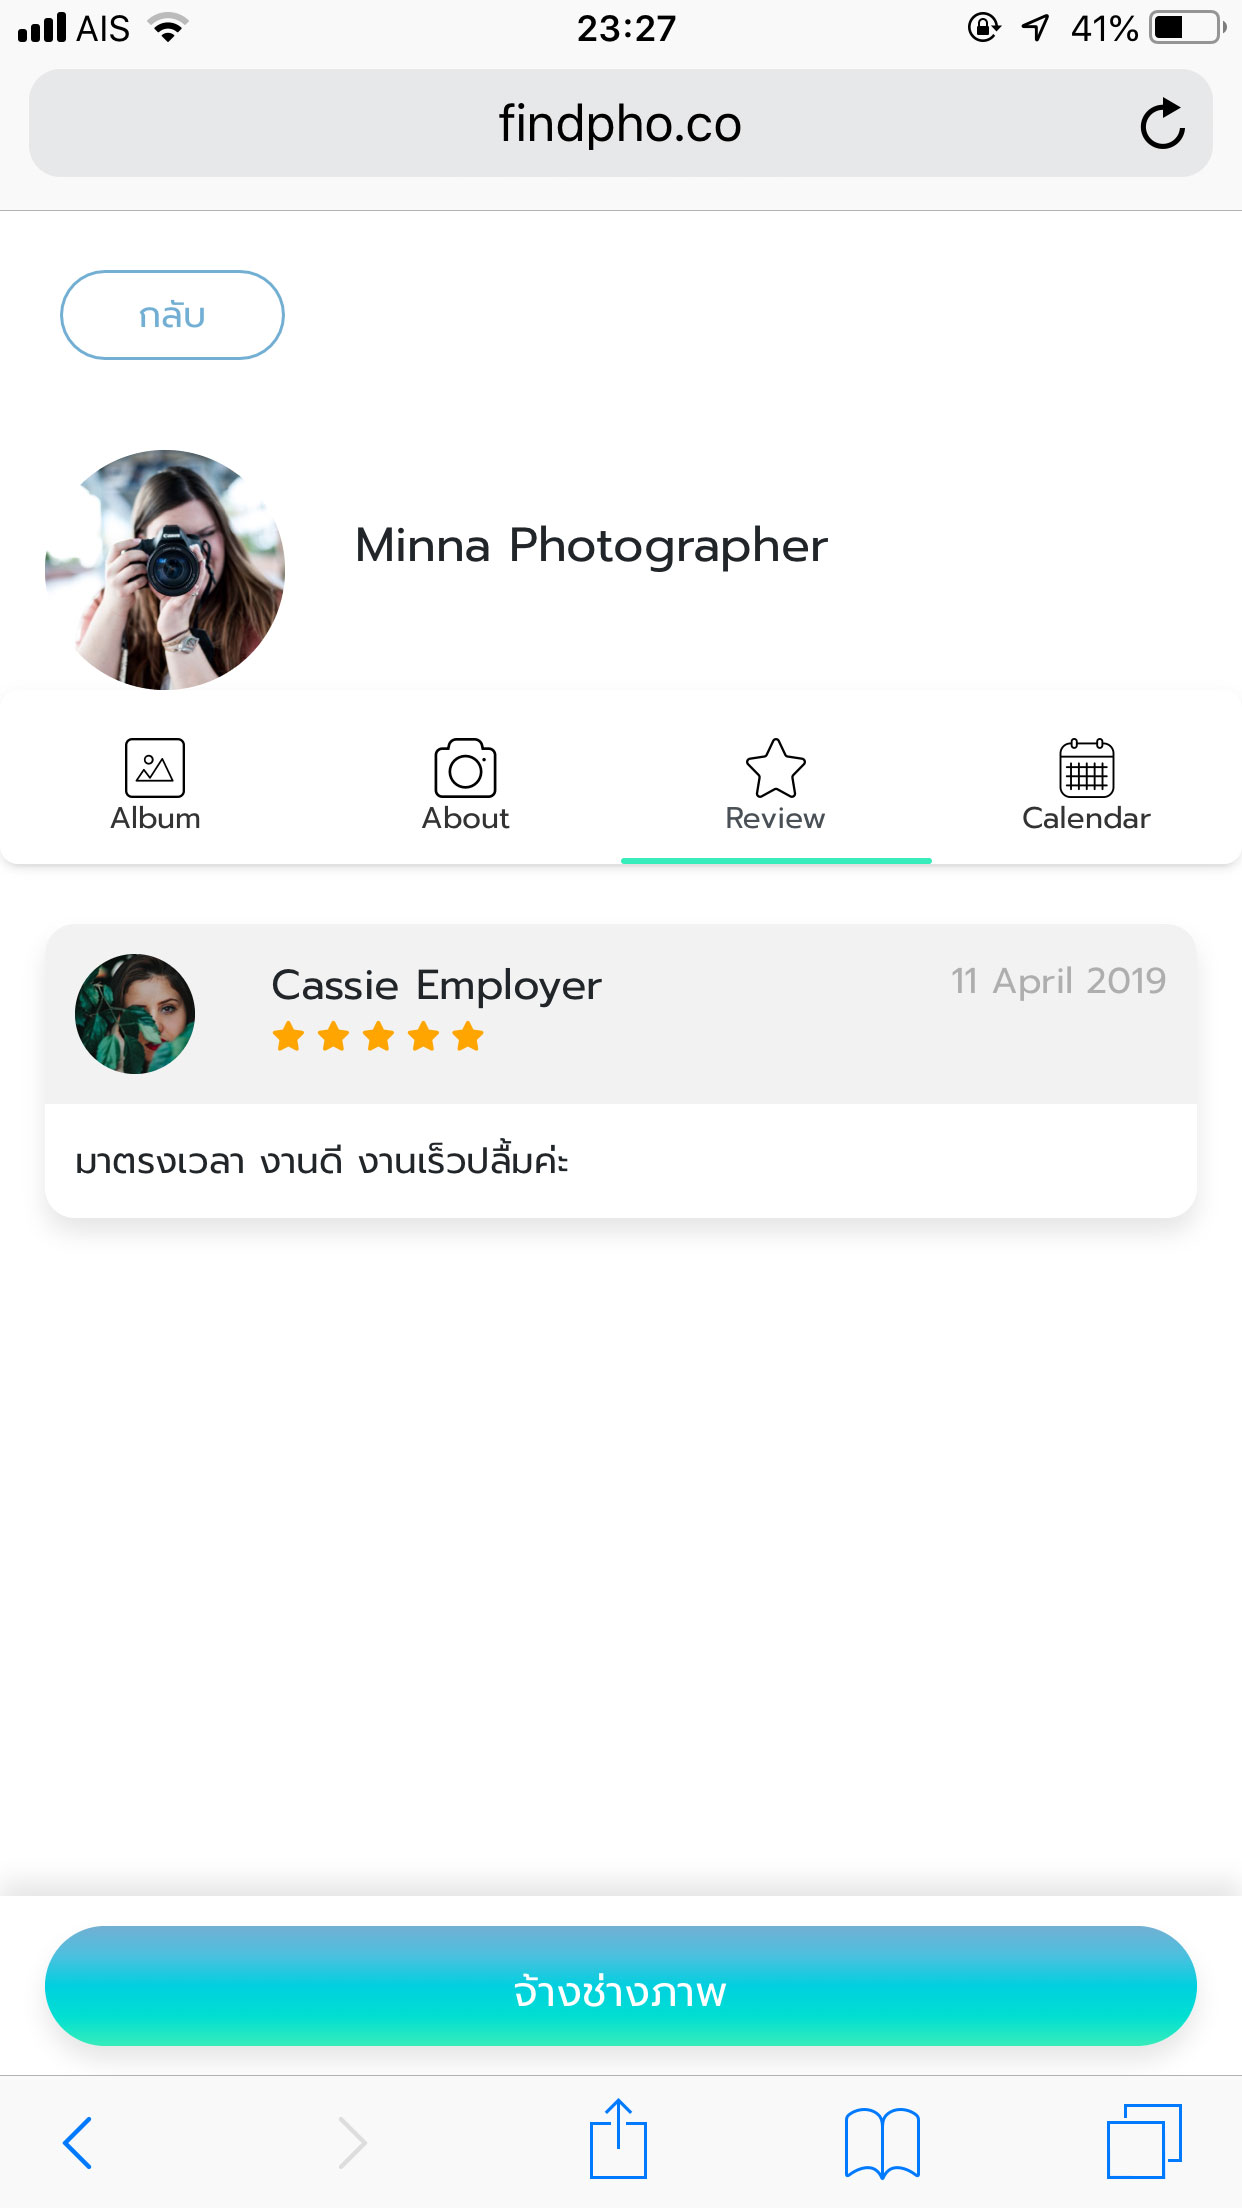 AIS 23:27 41%
findpho.co
กลับ
Minna Photographer
Album About Review Calendar
Cassie Employer 11 April 2019
มาตรงเวลา งานดี งานเร็วปลื้มค่ะ
จ้างช่างภาพ